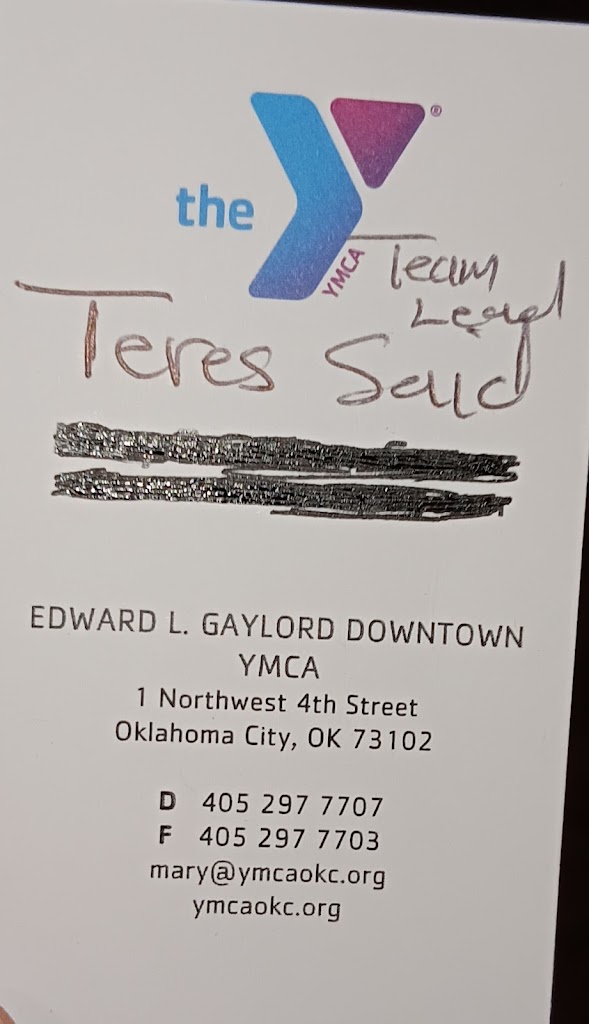 the
YMCA
Team
Lead
Teres
EDWARD L. GAYLORD DOWNTOWN
YMCA
1 Northwest 4th Street
Oklahoma City, OK 73102
D 405 297 7707
F 405 297 7703
mary@ymcaokc.org
ymcaokc.org